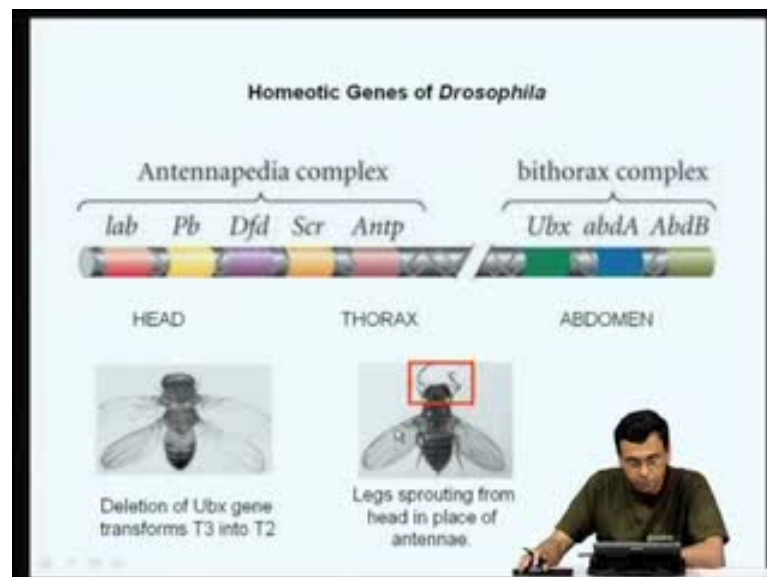 Homeotic Genes of Drosophila
Antennapedia complex
bithorax complex
lab Pb Dfd Scr Antp
Ubx abdA AbdB
HEAD THORAX ABDOMEN
Deletion of Ubx gene
transforms T3 into T2
Legs sprouting from
head in place of
antennae.